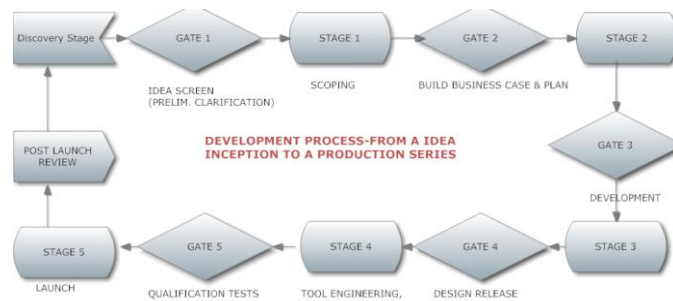 Discovery Stage
GATE 1
STAGE 1
GATE 2
STAGE 2
IDEA SCREEN
(PRELIM. CLARIFICATION)
SCOPING
BUILD BUSINESS CASE & PLAN
DEVELOPMENT PROCESS-FROM A IDEA
INCEPTION TO A PRODUCTION SERIES
POST LAUNCH
REVIEW
GATE 3
DEVELOPMENT
STAGE 5
GATE 5
STAGE 4
GATE 4
STAGE 3
LAUNCH
QUALIFICATION TESTS
TOOL ENGINEERING,
DESIGN RELEASE